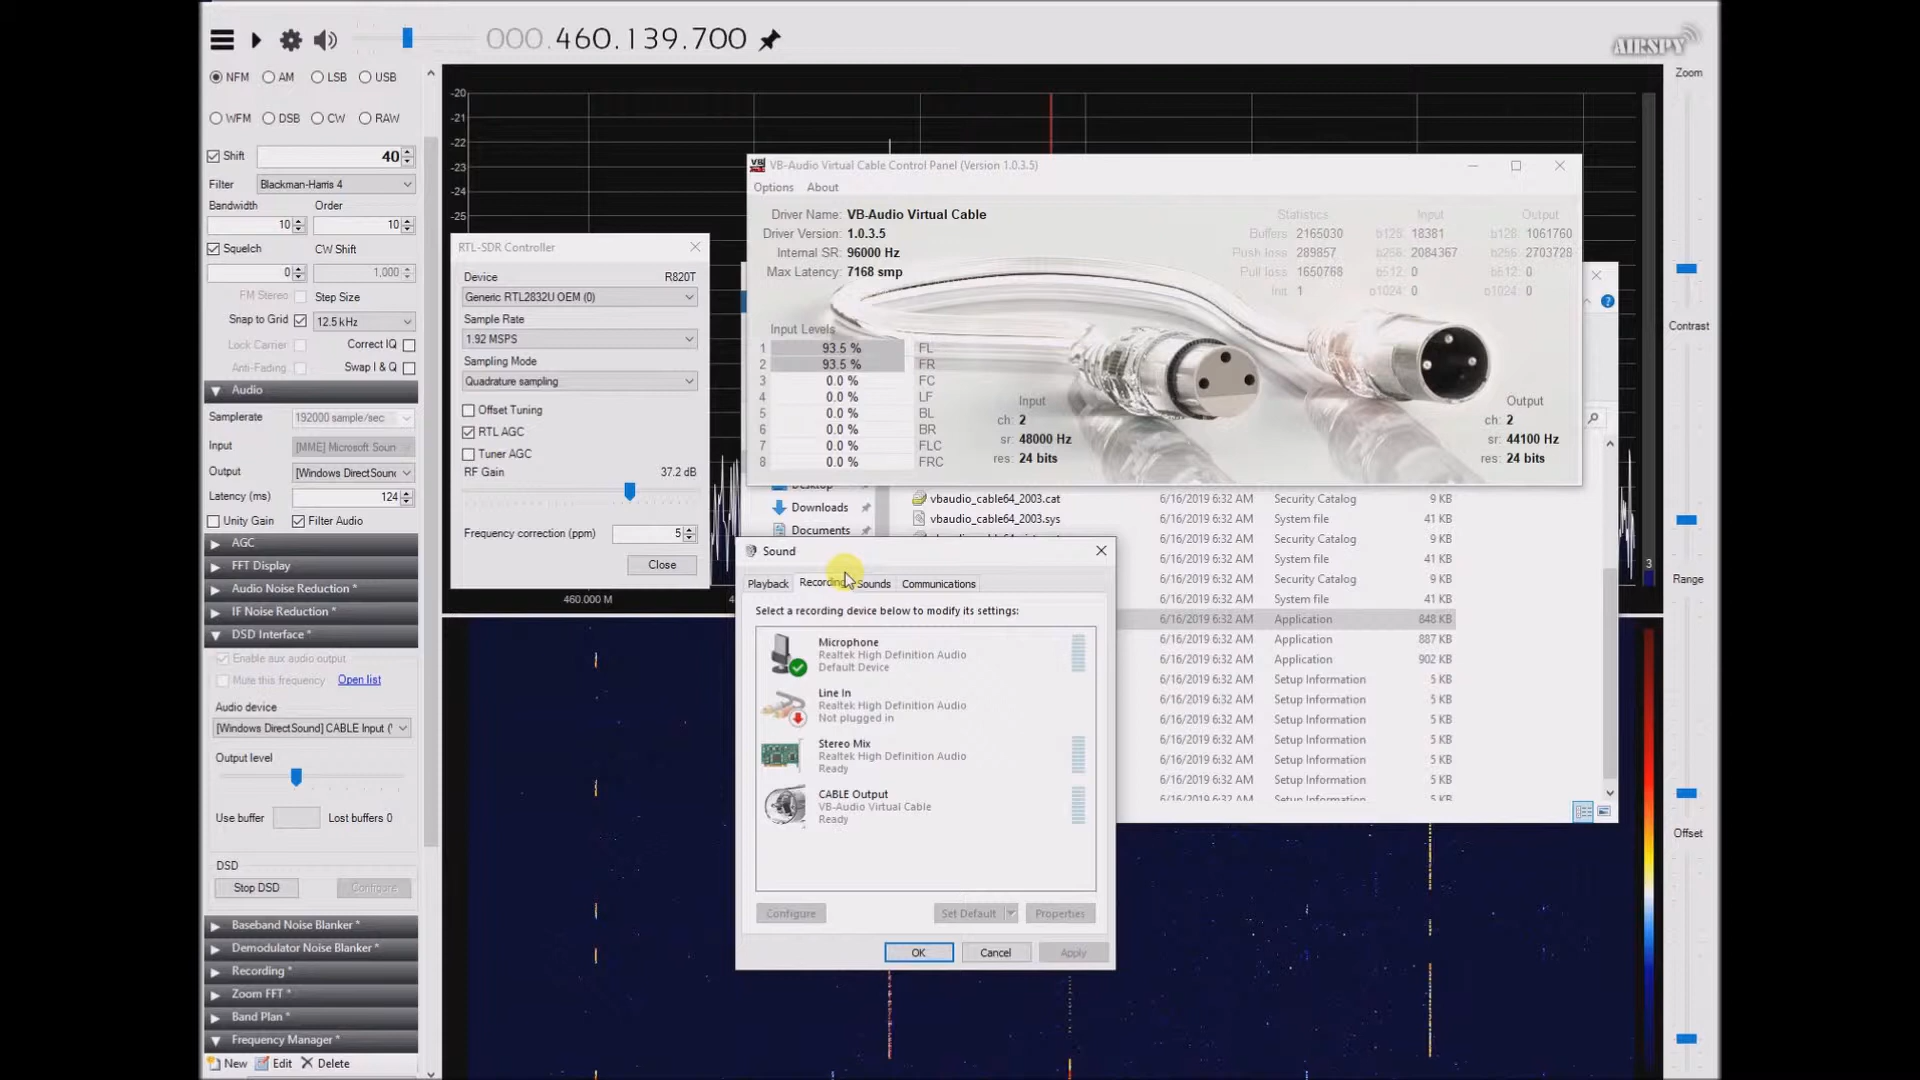 000.460.139.700
AIRSPY
NFM AM LSB USB
WFM DSB CW RAW
Shift 40
Filter Blackman-Harris 4
Bandwidth Order
10 10
Squelch CW Shift
0 1,000
FM Stereo Step Size
Snap to Grid 12.5 kHz
Lock Carrier Correct IQ
Anti-Fading Swap I & Q
Audio
Samplerate 192000 sample/sec
Input [MME] Microsoft Soun
Output [Windows DirectSoun
Latency (ms) 124
Unity Gain Filter Audio
AGC
FFT Display
Audio Noise Reduction *
IF Noise Reduction *
DSD Interface *
Enable aux audio output
Mute this frequency Open list
Audio device
[Windows DirectSound] CABLE Input (
Output level
Use buffer Lost buffers 0
DSD
Stop DSD Configure
Baseband Noise Blanker *
Demodulator Noise Blanker *
Recording *
Zoom FFT *
Band Plan *
Frequency Manager *
New Edit Delete
-20
-21
-22
-23
-24
-25
460.000 M
RTL-SDR Controller
Device R820T
Generic RTL2832U OEM (0)
Sample Rate
1.92 MSPS
Sampling Mode
Quadrature sampling
Offset Tuning
RTL AGC
Tuner AGC
RF Gain 37.2 dB
Frequency correction (ppm) 5
Close
VB-Audio Virtual Cable Control Panel (Version 1.0.3.5)
Options About
Driver Name: VB-Audio Virtual Cable
Driver Version: 1.0.3.5
Internal SR: 96000 Hz
Max Latency: 7168 smp
Statistics Input Output
Buffers 2165030 b128: 18381 b128: 1061760
Push loss 289857 b256: 2084367 b256: 2703728
Pull loss 1650768 b512: 0 b512: 0
Init 1 b1024: 0 b1024: 0
Input Levels
1 93.5 % FL
2 93.5 % FR
3 0.0 % FC
4 0.0 % LF
5 0.0 % BL
6 0.0 % BR
7 0.0 % FLC
8 0.0 % FRC
Input
ch: 2
sr: 48000 Hz
res: 24 bits
Output
ch: 2
sr: 44100 Hz
res: 24 bits
Desktop
Downloads
Documents
vbaudio_cable64_2003.cat 6/16/2019 6:32 AM Security Catalog 9 KB
vbaudio_cable64_2003.sys 6/16/2019 6:32 AM System file 41 KB
6/16/2019 6:32 AM Security Catalog 9 KB
6/16/2019 6:32 AM System file 41 KB
6/16/2019 6:32 AM Security Catalog 9 KB
6/16/2019 6:32 AM System file 41 KB
6/16/2019 6:32 AM Application 848 KB
6/16/2019 6:32 AM Application 887 KB
6/16/2019 6:32 AM Application 902 KB
6/16/2019 6:32 AM Setup Information 5 KB
6/16/2019 6:32 AM Setup Information 5 KB
6/16/2019 6:32 AM Setup Information 5 KB
6/16/2019 6:32 AM Setup Information 5 KB
6/16/2019 6:32 AM Setup Information 5 KB
6/16/2019 6:32 AM Setup Information 5 KB
6/16/2019 6:32 AM Setup Information 5 KB
Sound
Playback Recording Sounds Communications
Select a recording device below to modify its settings:
Microphone
Realtek High Definition Audio
Default Device
Line In
Realtek High Definition Audio
Not plugged in
Stereo Mix
Realtek High Definition Audio
Ready
CABLE Output
VB-Audio Virtual Cable
Ready
Configure Set Default Properties
OK Cancel Apply
Zoom
Contrast
3
Range
Offset